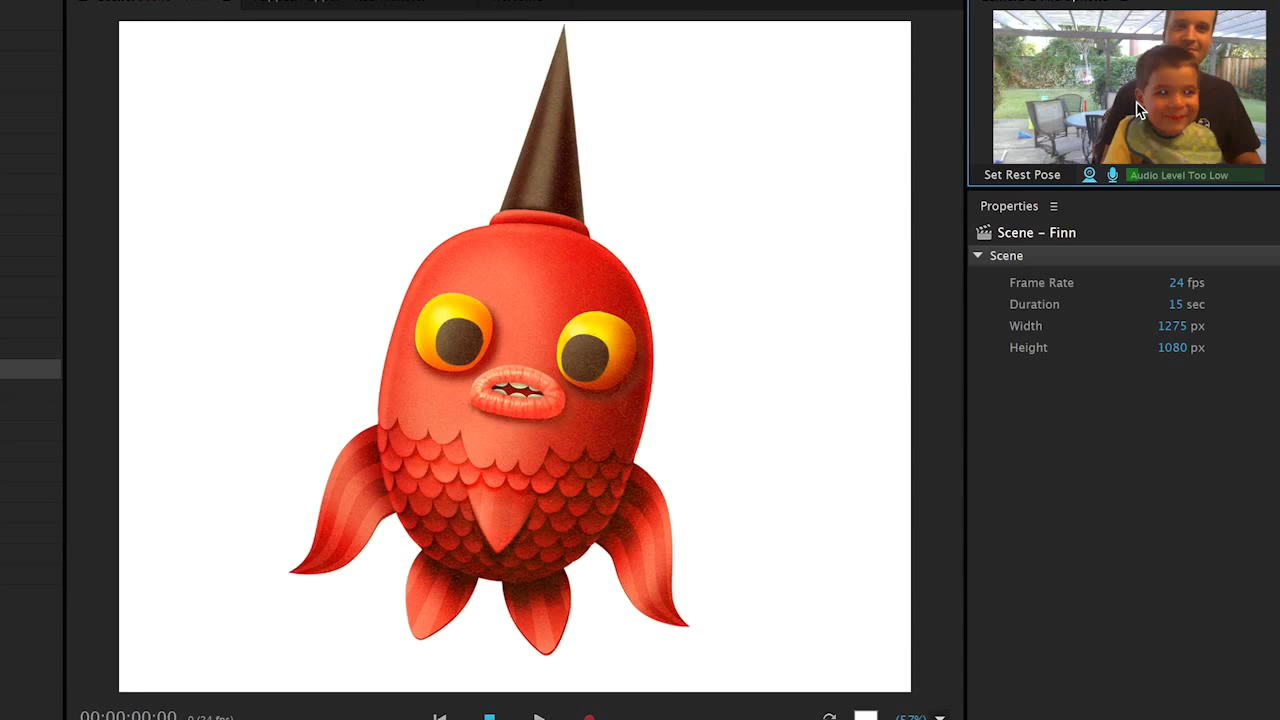 Set Rest Pose
Audio Level Too Low
Properties
Scene – Finn
Scene
Frame Rate 24 fps
Duration 15 sec
Width 1275 px
Height 1080 px
00:00:00:00